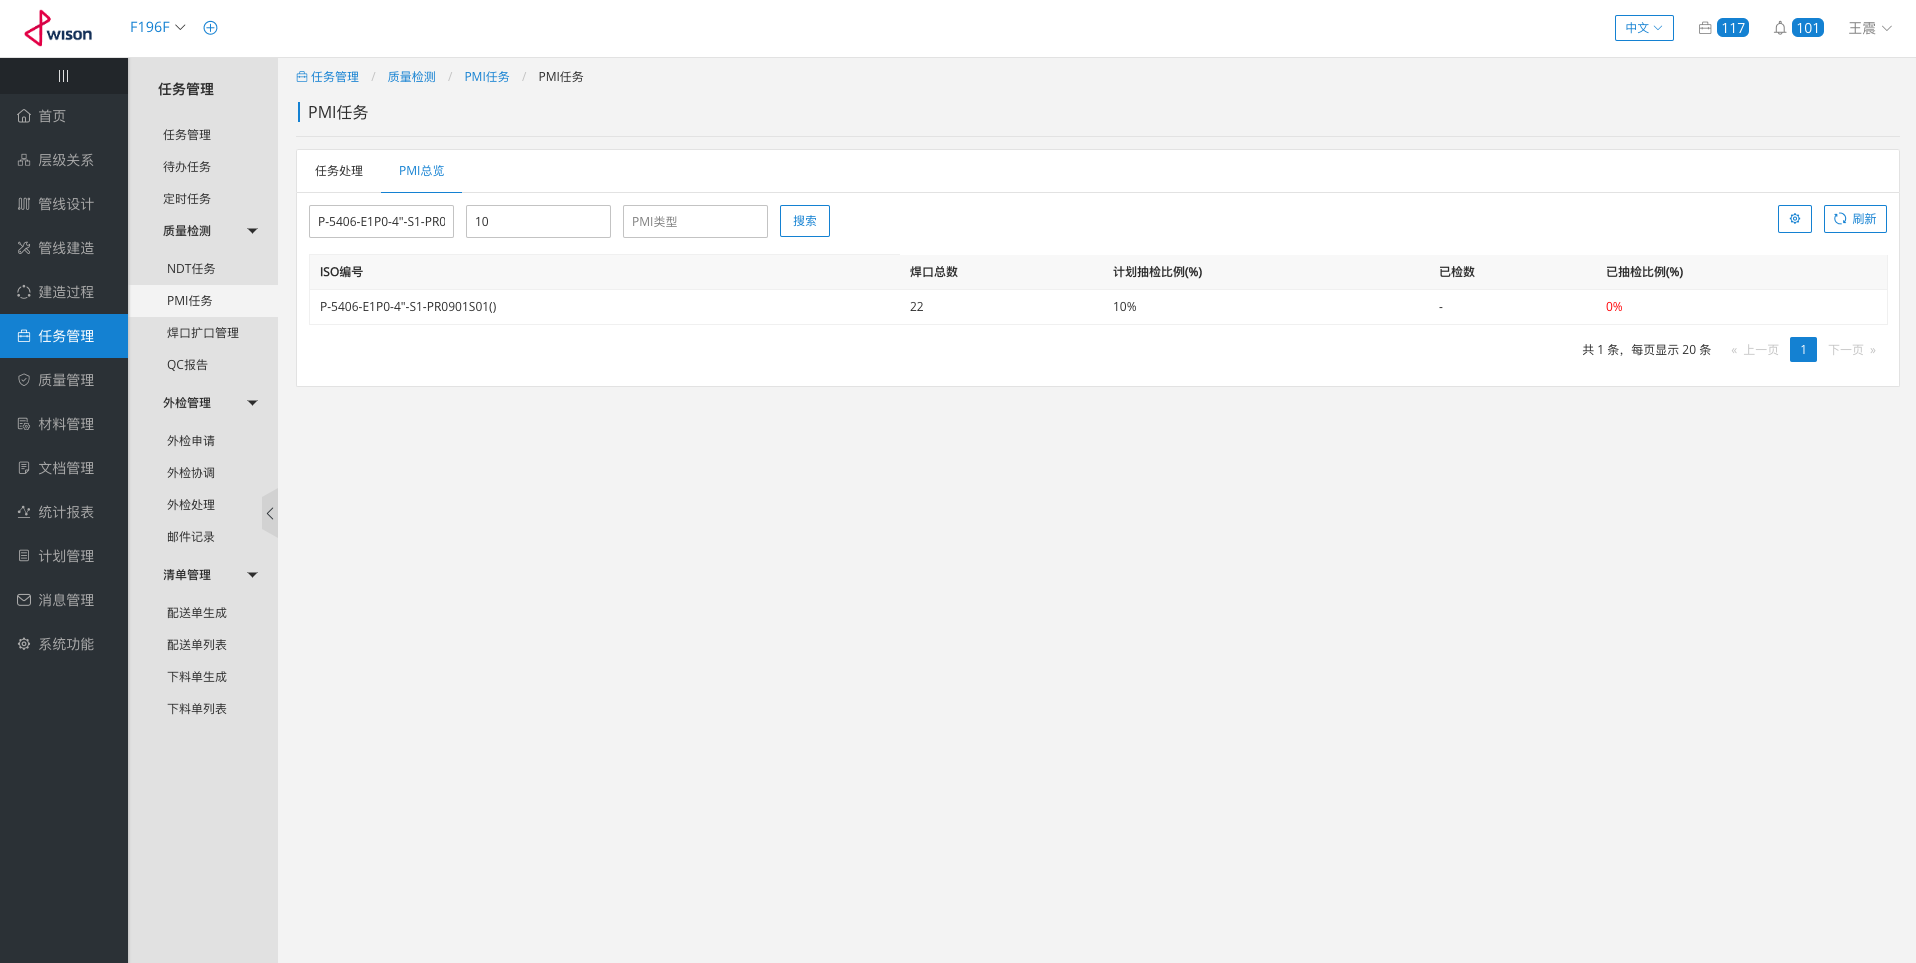 wison
F196F
中文
117
101
王震
首页
层级关系
管线设计
管线建造
建造过程
任务管理
质量管理
材料管理
文档管理
统计报表
计划管理
消息管理
系统功能
任务管理
任务管理
待办任务
定时任务
质量检测
NDT任务
PMI任务
焊口扩口管理
QC报告
外检管理
外检申请
外检协调
外检处理
邮件记录
清单管理
配送单生成
配送单列表
下料单生成
下料单列表
任务管理 / 质量检测 / PMI任务 / PMI任务
PMI任务
任务处理 PMI总览
P-5406-E1P0-4"-S1-PR0 10 PMI类型 搜索 刷新
ISO编号 焊口总数 计划抽检比例(%) 已检数 已抽检比例(%)
P-5406-E1P0-4"-S1-PR0901S01() 22 10% - 0%
共 1 条，每页显示 20 条 « 上一页 1 下一页 »